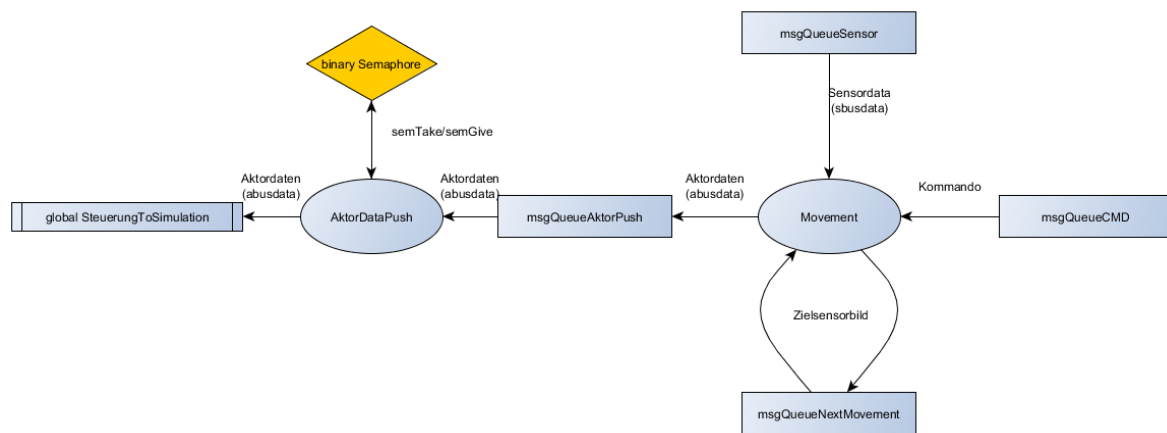 msgQueueSensor
binary Semaphore
Sensordata
(sbusdata)
semTake/semGive
Aktordaten
(abusdata)
Aktordaten
(abusdata)
Aktordaten
(abusdata)
Kommando
global SteuerungToSimulation
AktorDataPush
msgQueueAktorPush
Movement
msgQueueCMD
Zielsensorbild
msgQueueNextMovement